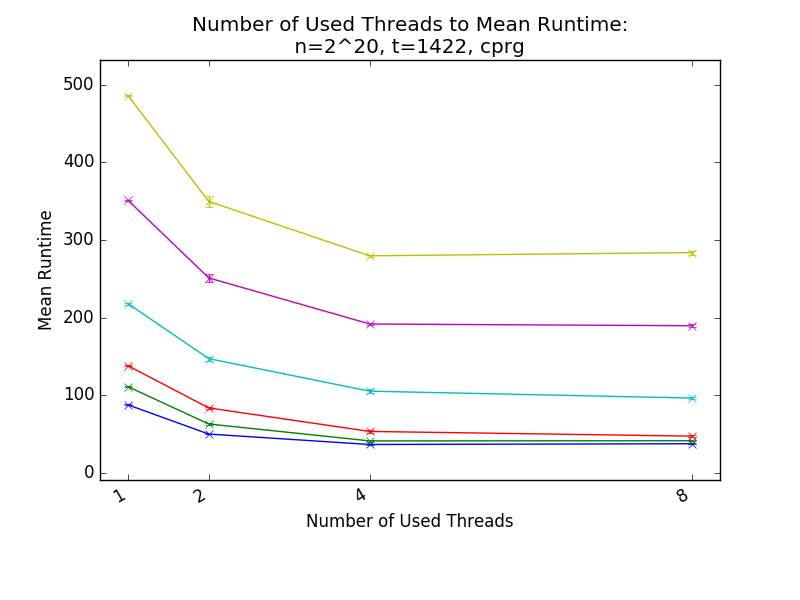 Number of Used Threads to Mean Runtime:
n=2^20, t=1422, cprg
500
400
300
200
100
0
Mean Runtime
1
2
4
8
Number of Used Threads